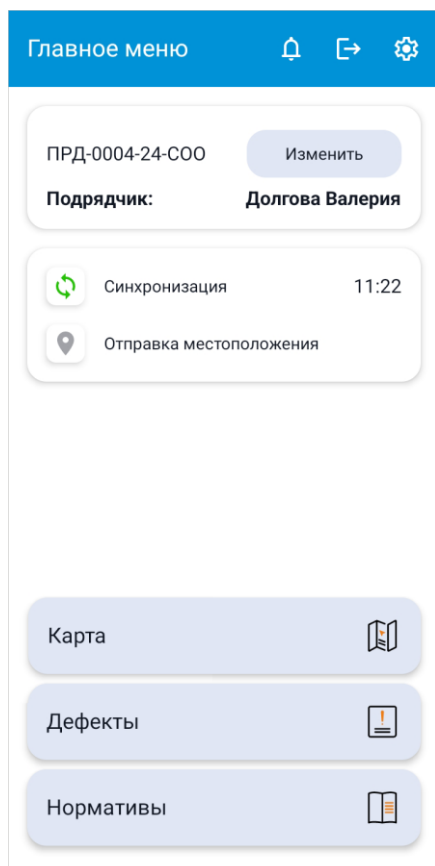 Главное меню
ПРД-0004-24-СОО Изменить
Подрядчик: Долгова Валерия
Синхронизация 11:22
Отправка местоположения
Карта
Дефекты
Нормативы